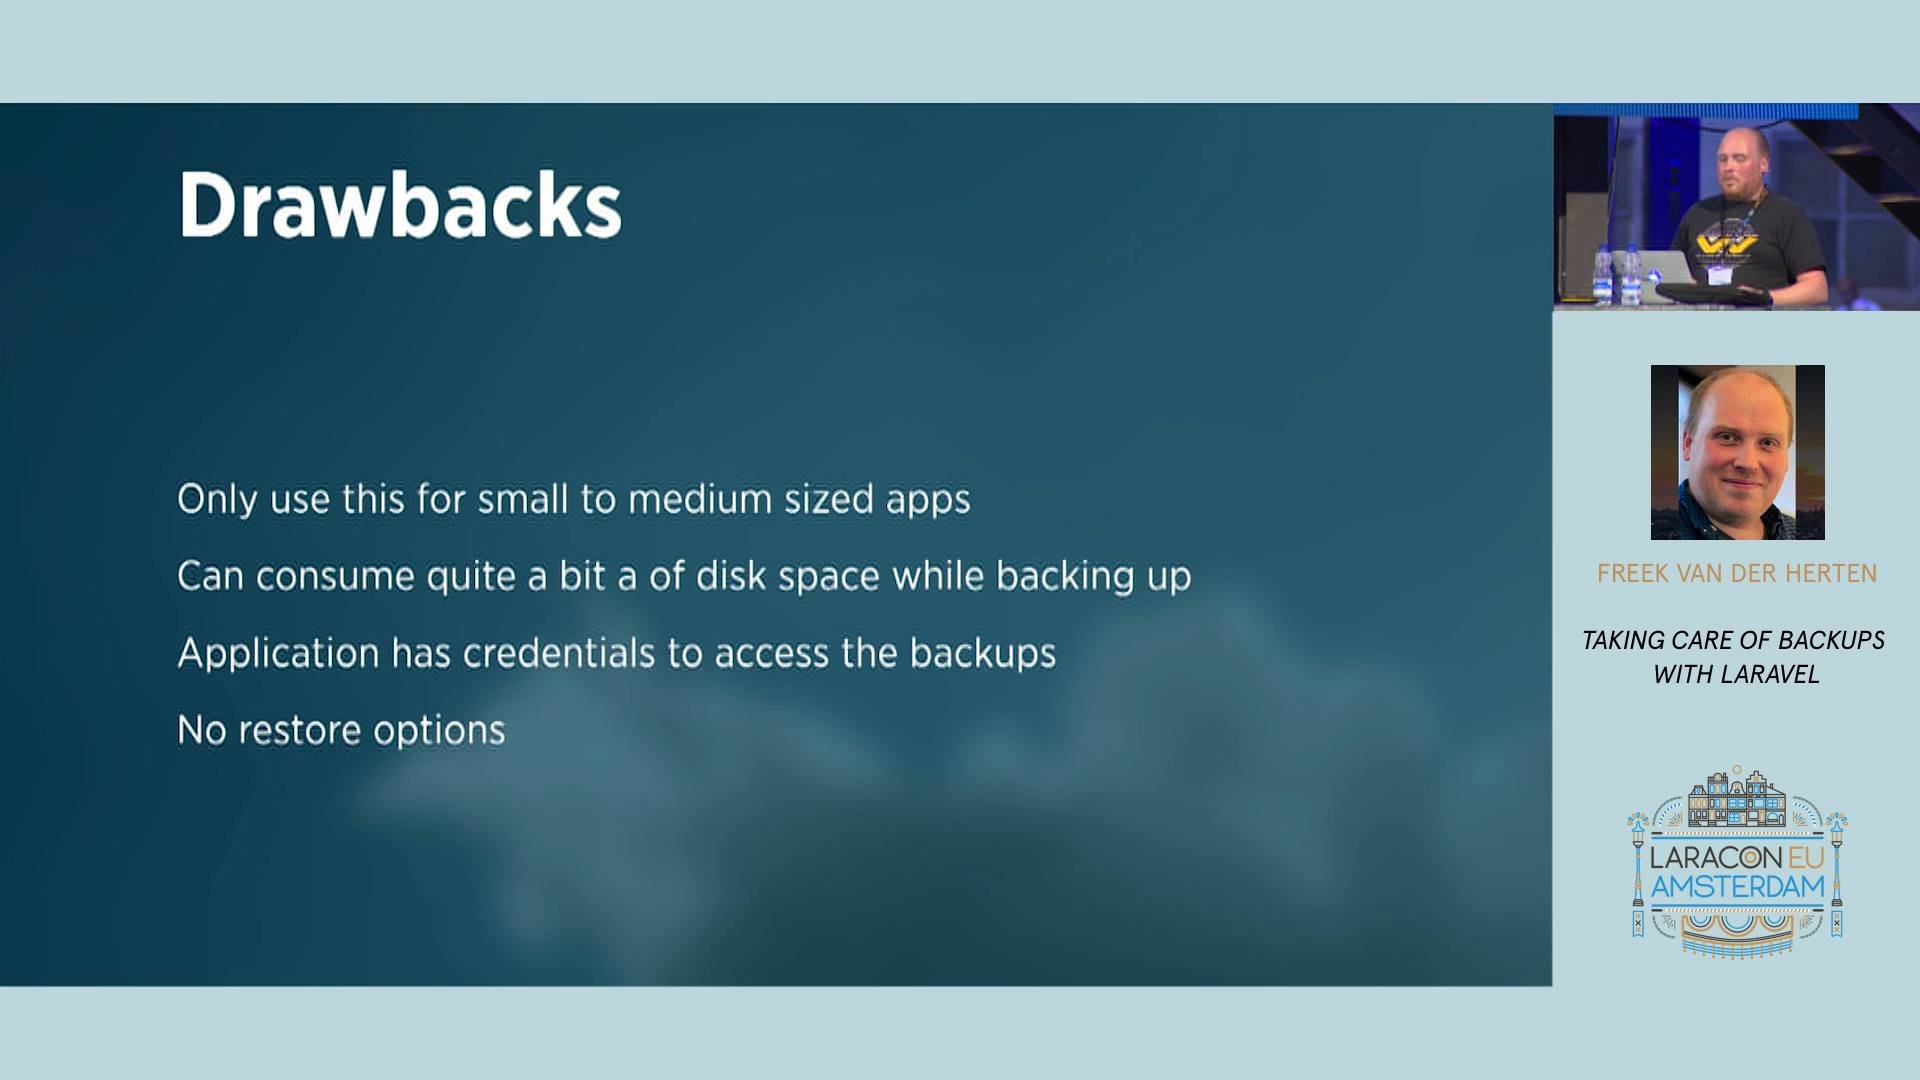 Drawbacks
Only use this for small to medium sized apps
Can consume quite a bit a of disk space while backing up
Application has credentials to access the backups
No restore options
FREEK VAN DER HERTEN
TAKING CARE OF BACKUPS
WITH LARAVEL
LARACON EU
AMSTERDAM